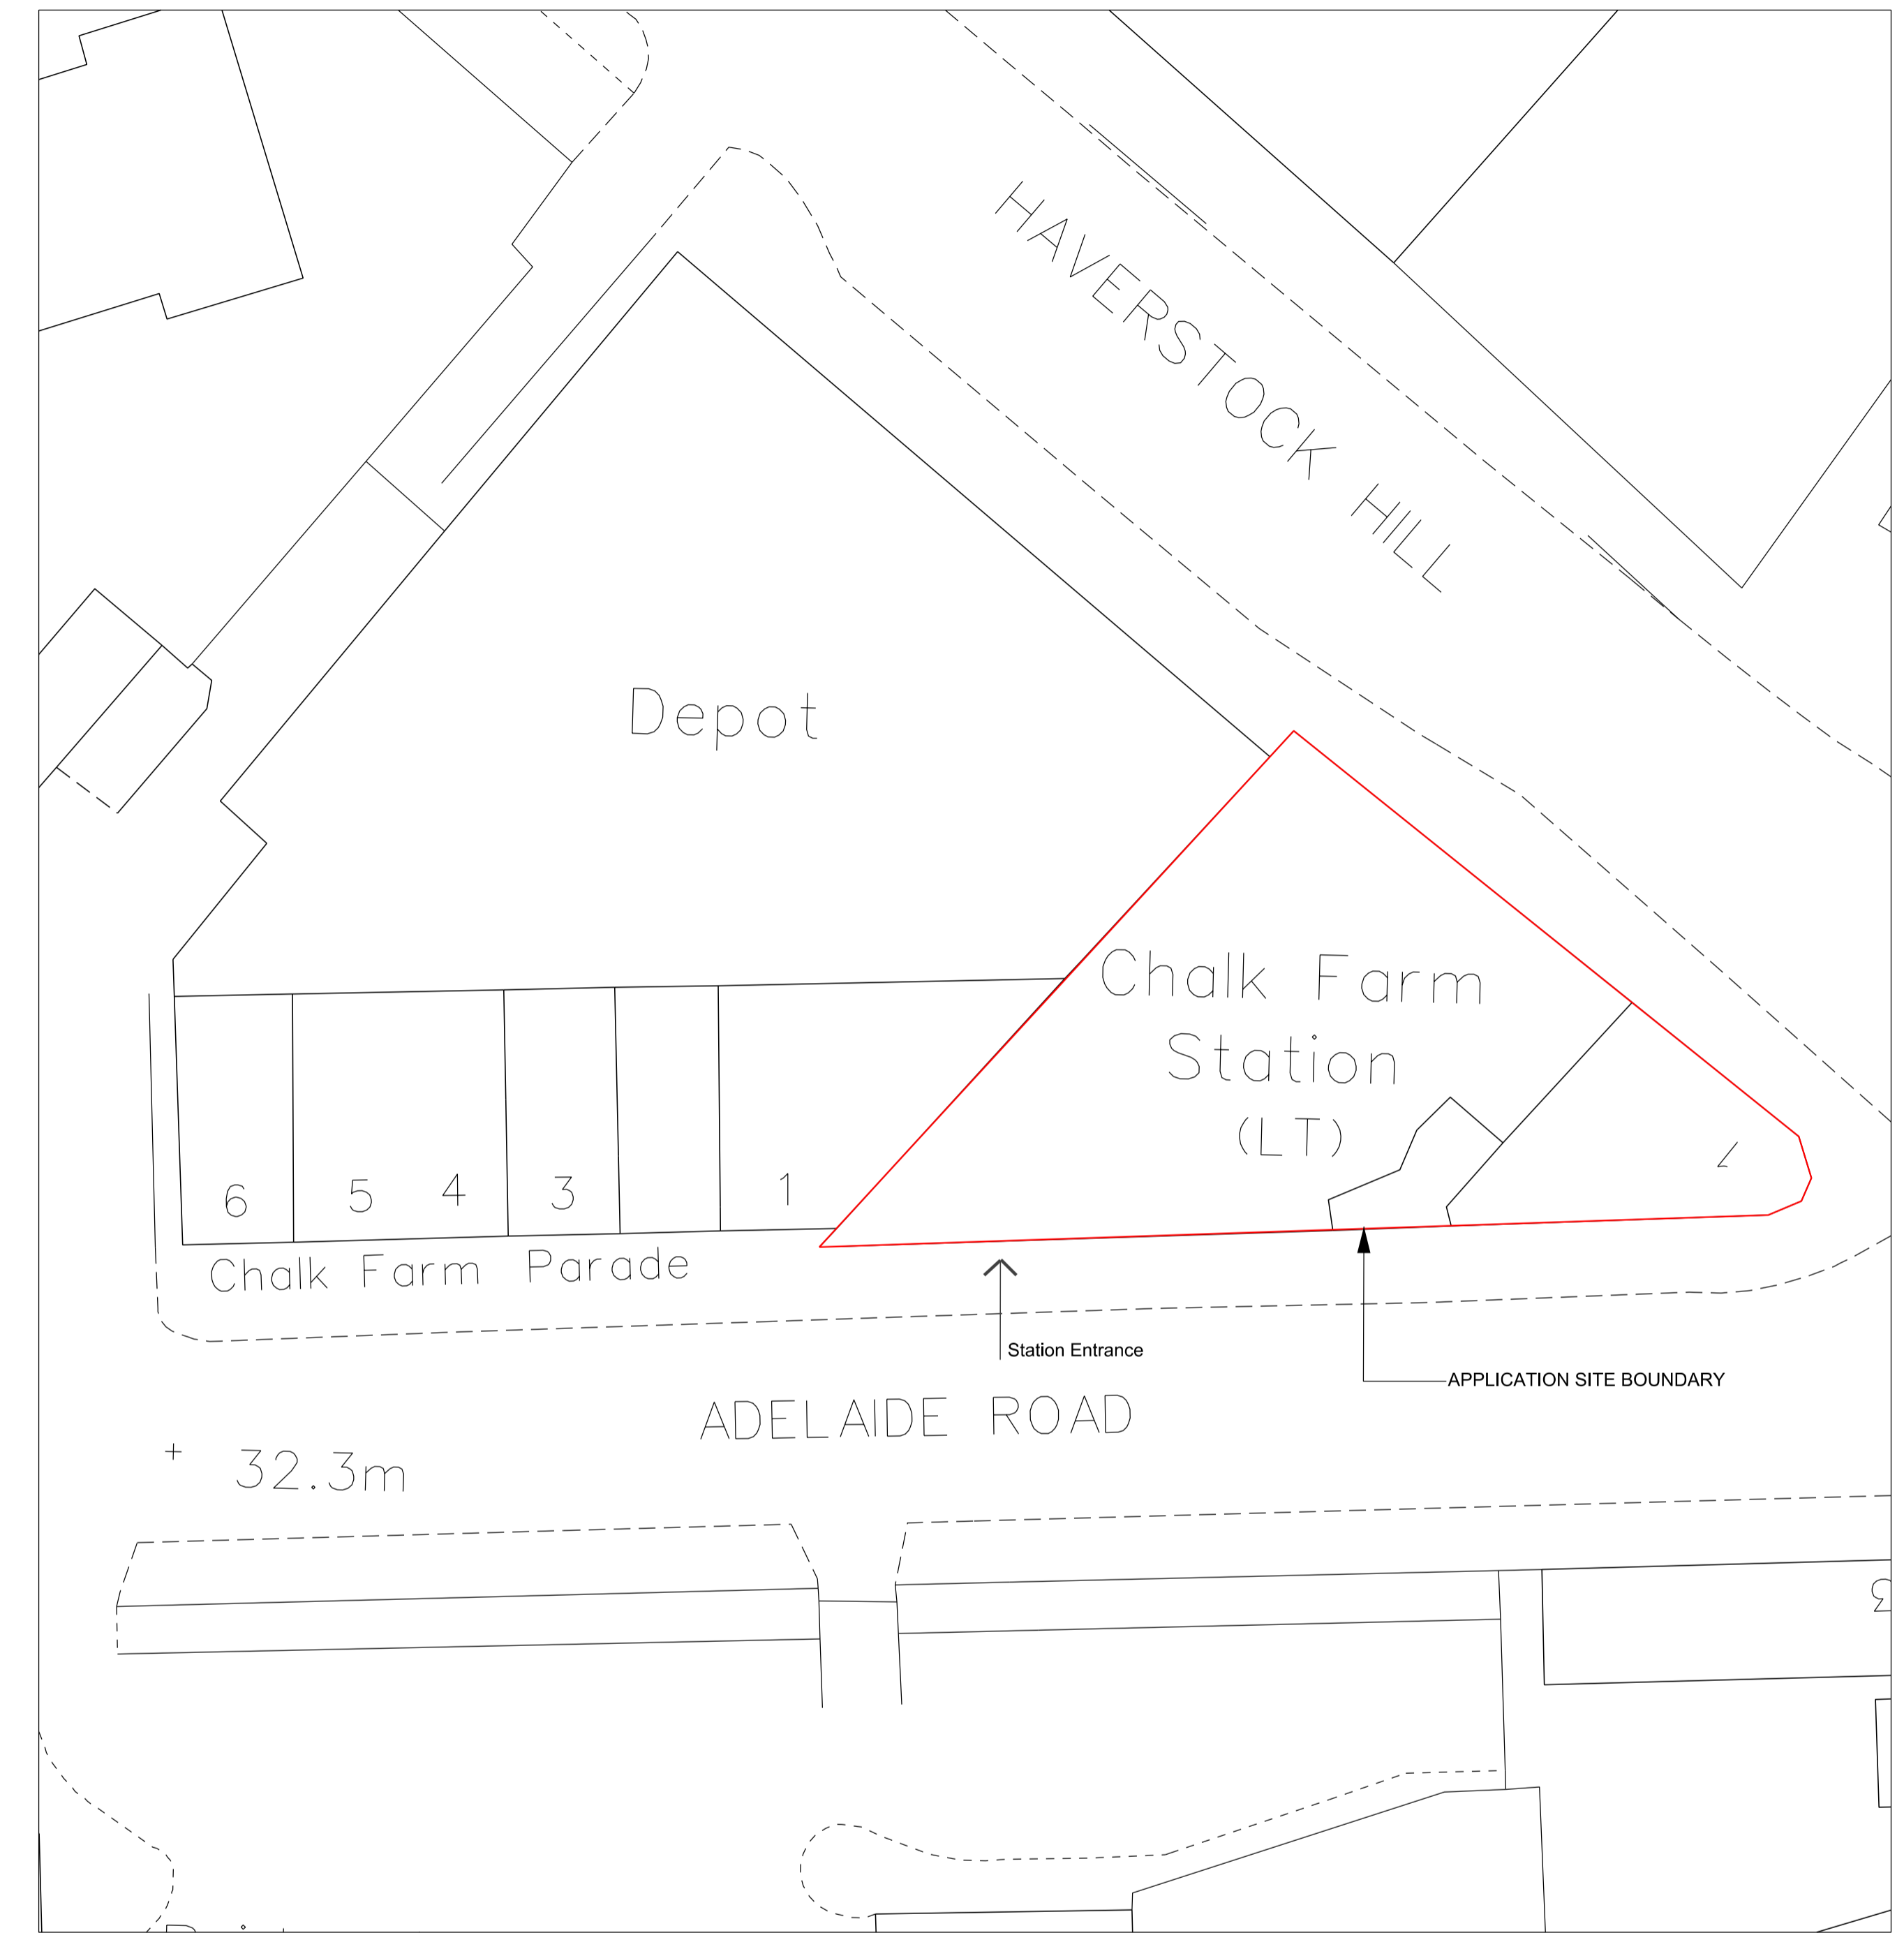 HAVERSTOCK HILL
Depot
Chalk Farm
Station
(LT)
6
5
4
3
1
Chalk Farm Parade
Station Entrance
APPLICATION SITE BOUNDARY
ADELAIDE ROAD
+ 32.3m